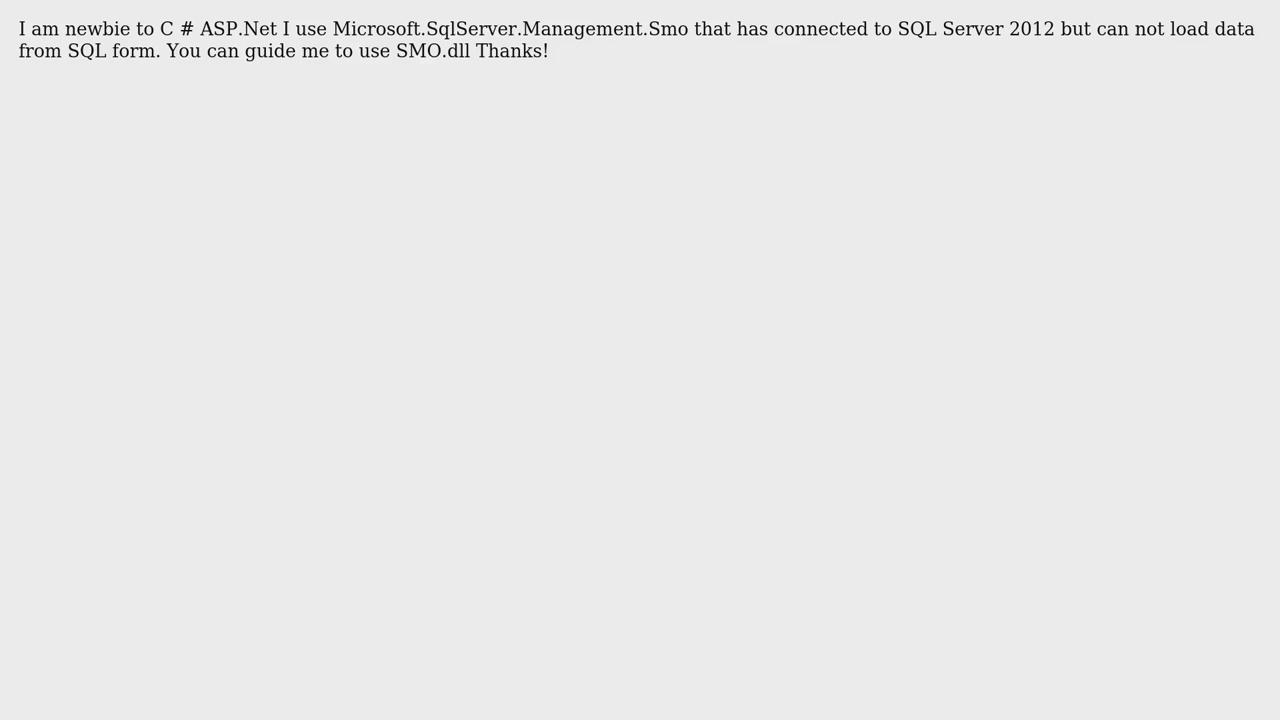 I am newbie to C # ASP.Net I use Microsoft.SqlServer.Management.Smo that has connected to SQL Server 2012 but can not load data
from SQL form. You can guide me to use SMO.dll Thanks!